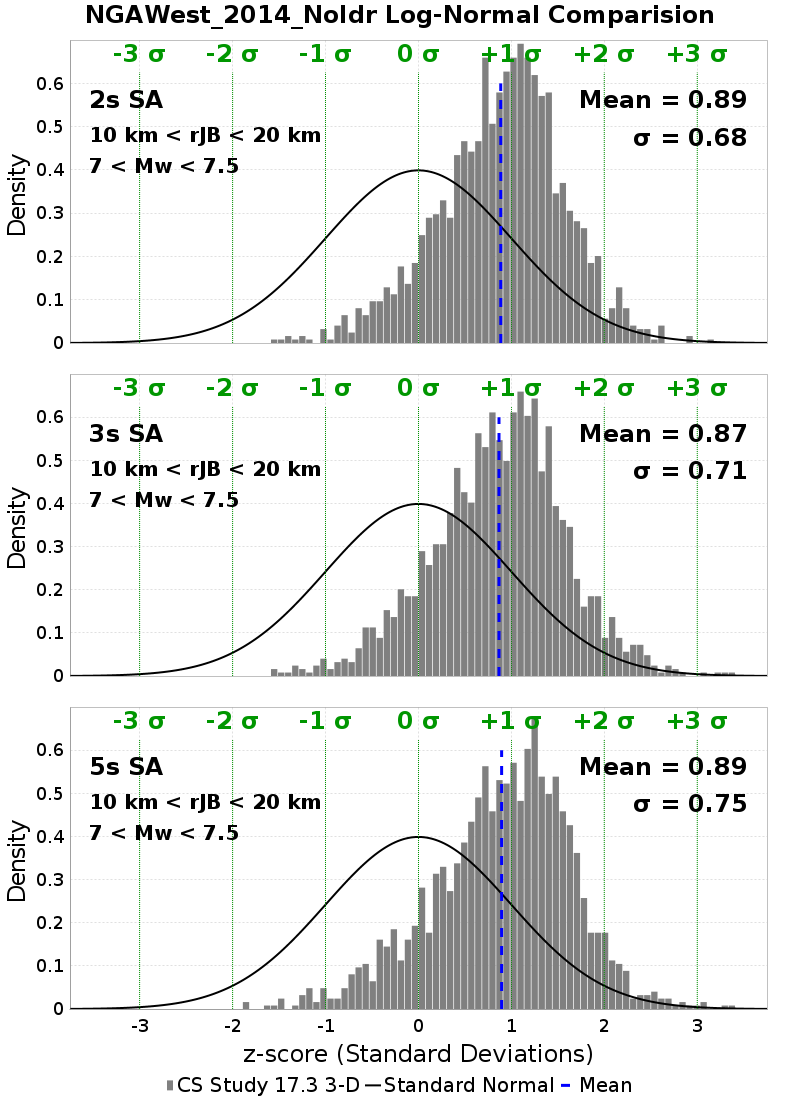 NGAWest_2014_NoIdr Log-Normal Comparision
-3 σ -2 σ -1 σ 0 σ +1 σ +2 σ +3 σ
2s SA Mean = 0.89
10 km < rJB < 20 km σ = 0.68
7 < Mw < 7.5
Density
0.6
0.5
0.4
0.3
0.2
0.1
0
-3 σ -2 σ -1 σ 0 σ +1 σ +2 σ +3 σ
3s SA Mean = 0.87
10 km < rJB < 20 km σ = 0.71
7 < Mw < 7.5
Density
0.6
0.5
0.4
0.3
0.2
0.1
0
-3 σ -2 σ -1 σ 0 σ +1 σ +2 σ +3 σ
5s SA Mean = 0.89
10 km < rJB < 20 km σ = 0.75
7 < Mw < 7.5
Density
0.6
0.5
0.4
0.3
0.2
0.1
0
-3 -2 -1 0 1 2 3
z-score (Standard Deviations)
CS Study 17.3 3-D Standard Normal Mean